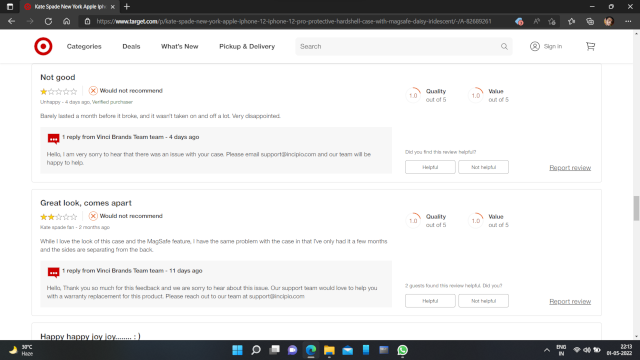 Kate Spade New York Apple iPh
https://www.target.com/p/kate-spade-new-york-apple-iphone-12-iphone-12-pro-protective-hardshell-case-with-magsafe-daisy-iridescent/-/A-82689261
Categories Deals What's New Pickup & Delivery Search Sign in
Not good
Would not recommend
Unhappy - 4 days ago, Verified purchaser
Barely lasted a month before it broke, and it wasn't taken on and off a lot. Very disappointed.
1.0 Quality out of 5
1.0 Value out of 5
1 reply from Vinci Brands Team team - 4 days ago
Hello, I am very sorry to hear that there was an issue with your case. Please email support@incipio.com and our team will be
happy to help.
Did you find this review helpful?
Helpful Not helpful Report review
Great look, comes apart
Would not recommend
Kate spade fan - 2 months ago
While I love the look of this case and the MagSafe feature, I have the same problem with the case in that I've only had it a few months
and the sides are separating from the back.
1.0 Quality out of 5
1.0 Value out of 5
1 reply from Vinci Brands Team team - 11 days ago
Hello, Thank you so much for this feedback and we are sorry to hear about this issue. Our support team would love to help you
with a warranty replacement for this product. Please reach out to our team at support@incipio.com
2 guests found this review helpful. Did you?
Helpful Not helpful Report review
Happy happy joy joy....... : )
30°C
Haze
ENG
IN
22:13
01-05-2022